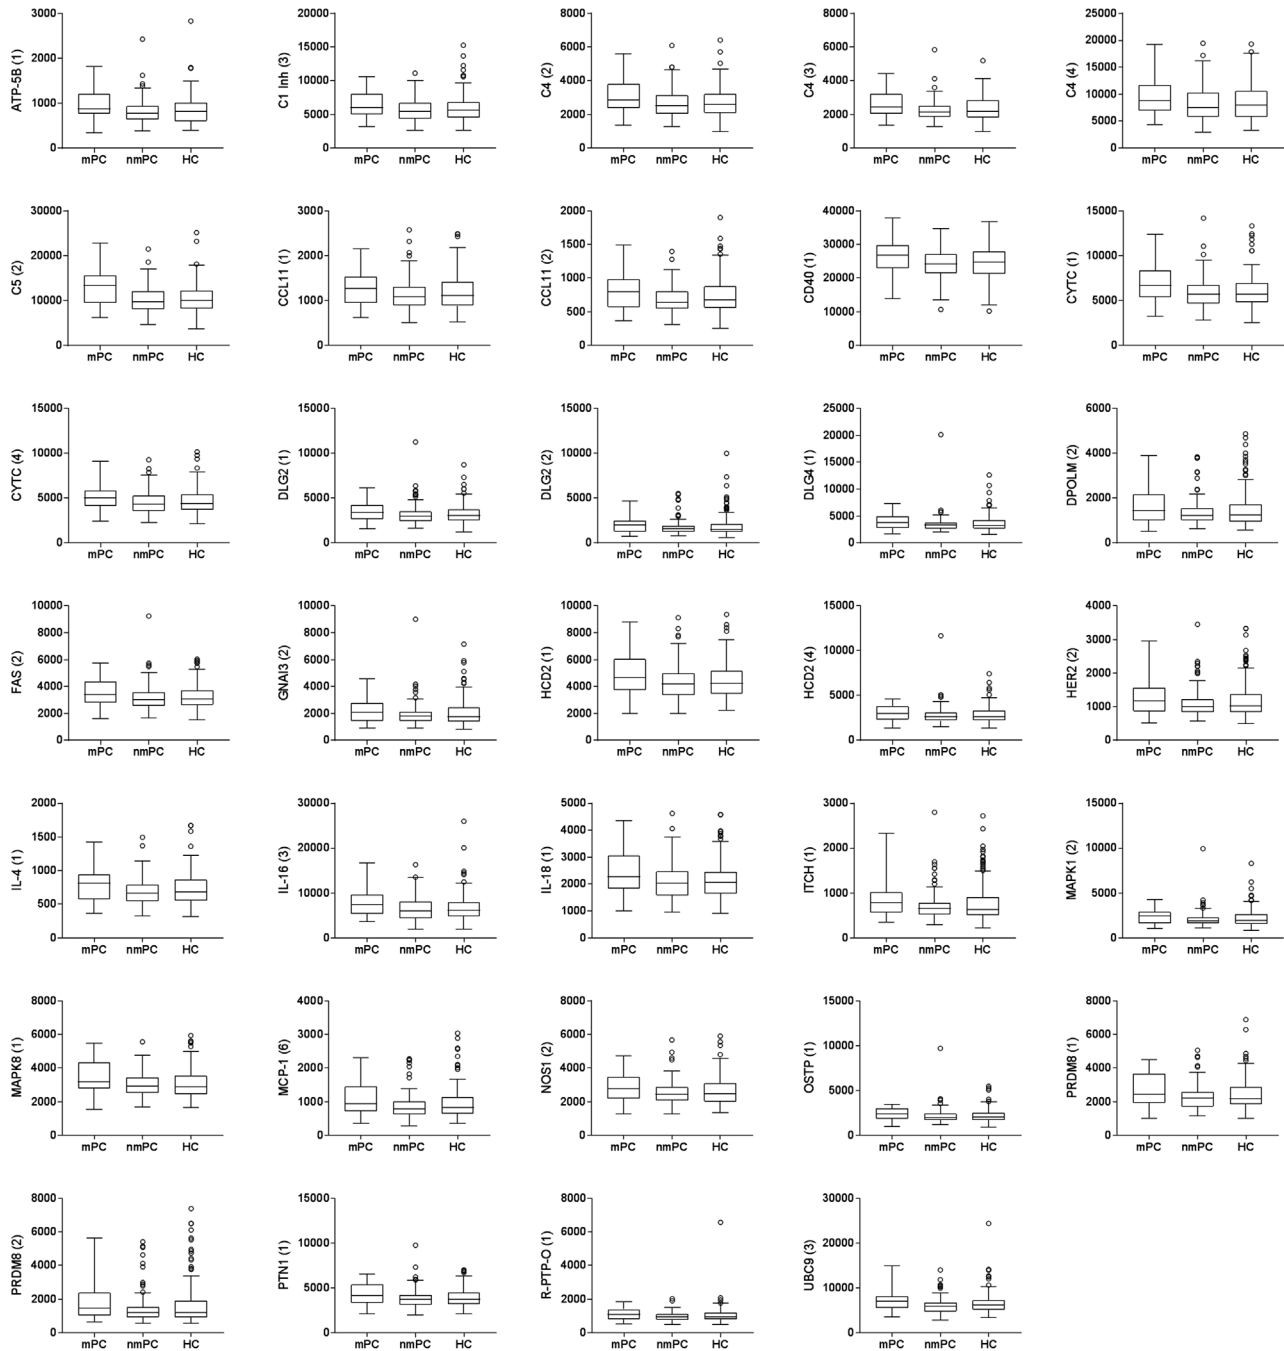 ATP-5B (1)
3000
2000
1000
0
mPC nmPC HC
C1 Inh (3)
20000
15000
10000
5000
0
mPC nmPC HC
C4 (2)
8000
6000
4000
2000
0
mPC nmPC HC
C4 (3)
8000
6000
4000
2000
0
mPC nmPC HC
C4 (4)
25000
20000
15000
10000
5000
0
mPC nmPC HC
C5 (2)
30000
20000
10000
0
mPC nmPC HC
CCL11 (1)
3000
2000
1000
0
mPC nmPC HC
CCL11 (2)
2000
1500
1000
500
0
mPC nmPC HC
CD40 (1)
40000
30000
20000
10000
0
mPC nmPC HC
CYTC (1)
15000
10000
5000
0
mPC nmPC HC
CYTC (4)
15000
10000
5000
0
mPC nmPC HC
DLG2 (1)
15000
10000
5000
0
mPC nmPC HC
DLG2 (2)
15000
10000
5000
0
mPC nmPC HC
DLG4 (1)
25000
20000
15000
10000
5000
0
mPC nmPC HC
DPOLM (2)
6000
4000
2000
0
mPC nmPC HC
FAS (2)
10000
8000
6000
4000
2000
0
mPC nmPC HC
GNAI3 (2)
10000
8000
6000
4000
2000
0
mPC nmPC HC
HCD2 (1)
10000
8000
6000
4000
2000
0
mPC nmPC HC
HCD2 (4)
15000
10000
5000
0
mPC nmPC HC
HER2 (2)
4000
3000
2000
1000
0
mPC nmPC HC
IL-4 (1)
2000
1500
1000
500
0
mPC nmPC HC
IL-16 (3)
30000
20000
10000
0
mPC nmPC HC
IL-18 (1)
5000
4000
3000
2000
1000
0
mPC nmPC HC
ITCH (1)
3000
2000
1000
0
mPC nmPC HC
MAPK1 (2)
15000
10000
5000
0
mPC nmPC HC
MAPK8 (1)
8000
6000
4000
2000
0
mPC nmPC HC
MCP-1 (6)
4000
3000
2000
1000
0
mPC nmPC HC
NOS1 (2)
8000
6000
4000
2000
0
mPC nmPC HC
OSTP (1)
15000
10000
5000
0
mPC nmPC HC
PRDM8 (1)
8000
6000
4000
2000
0
mPC nmPC HC
PRDM8 (2)
8000
6000
4000
2000
0
mPC nmPC HC
PTN1 (1)
15000
10000
5000
0
mPC nmPC HC
R-PTP-O (1)
8000
6000
4000
2000
0
mPC nmPC HC
UBC9 (3)
30000
20000
10000
0
mPC nmPC HC